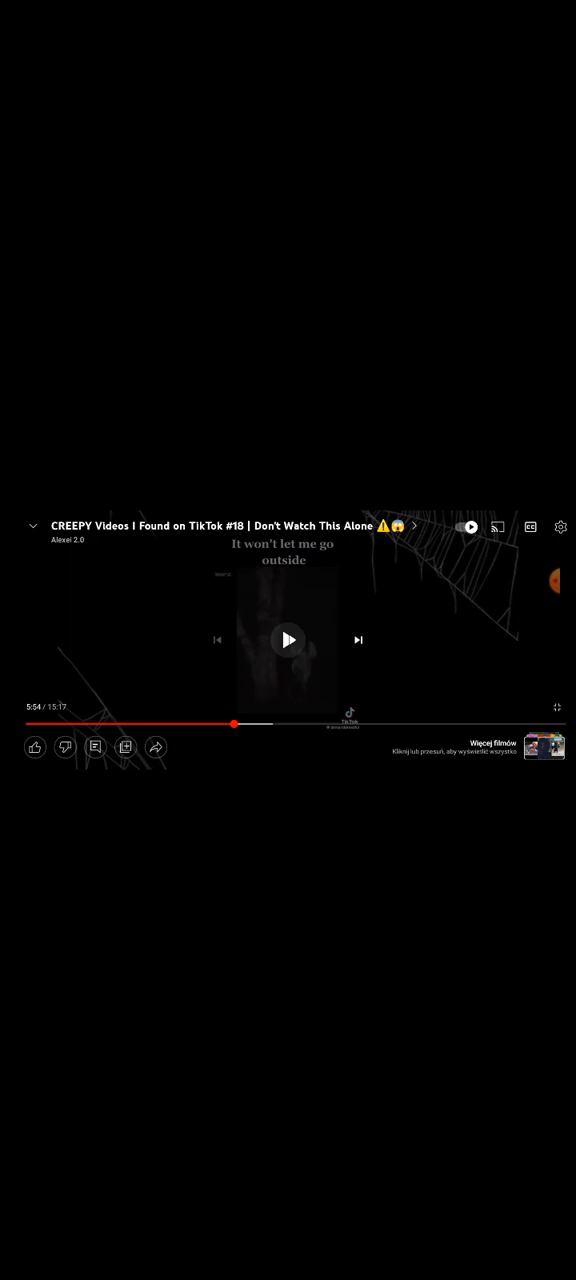 CREEPY Videos I Found on TikTok #18 | Don't Watch This Alone ⚠️😱
Alexei 2.0
It won't let me go
outside
5:54 / 15:17
TikTok
Więcej filmów
Kliknij lub przesuń, aby wyświetlić wszystko